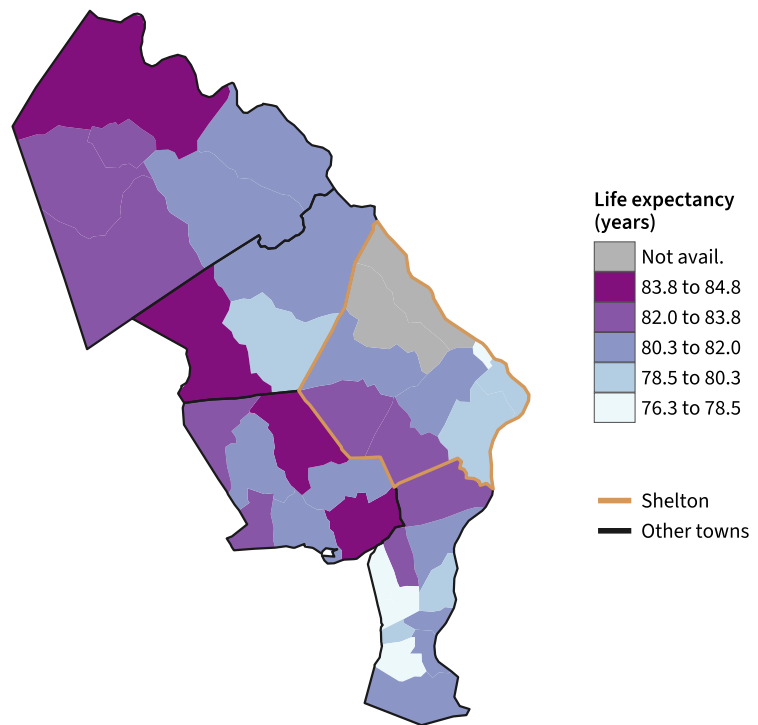 Life expectancy
(years)
Not avail.
83.8 to 84.8
82.0 to 83.8
80.3 to 82.0
78.5 to 80.3
76.3 to 78.5
Shelton
Other towns